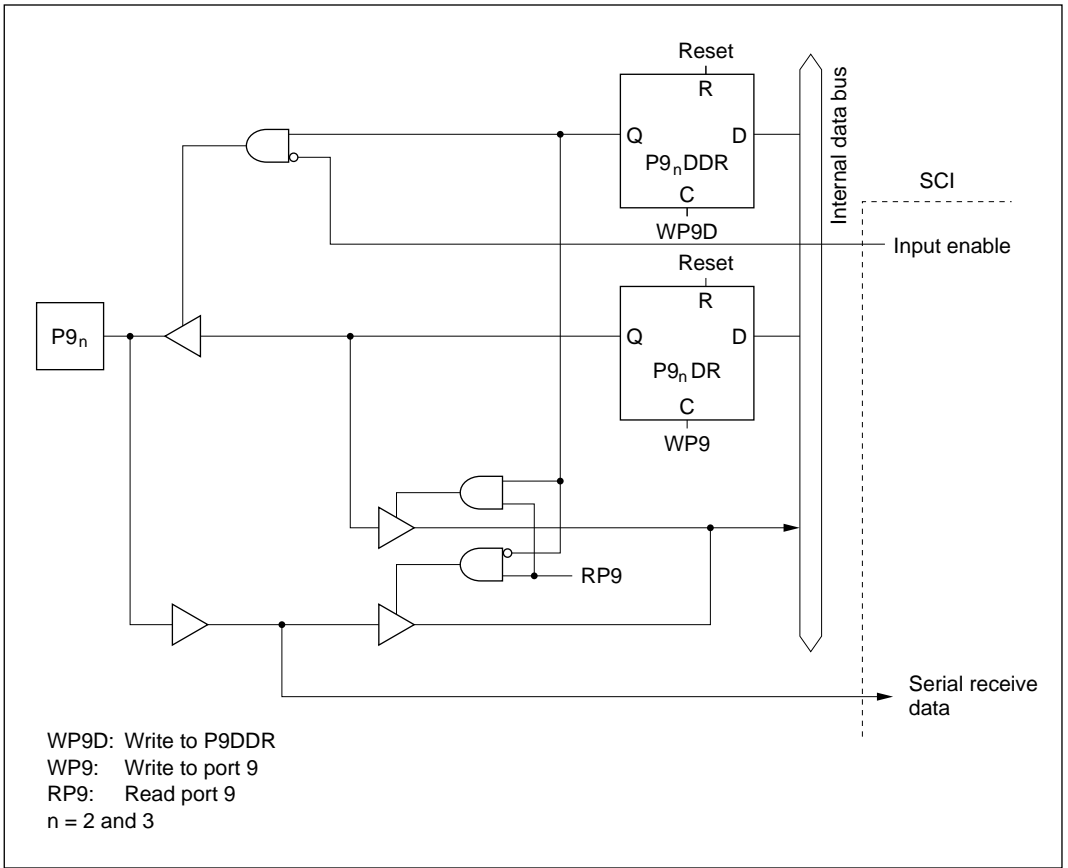 Reset
R
Q
D
P9nDDR
C
WP9D
Internal data bus
SCI
Input enable
Reset
R
P9n
Q
D
P9n DR
C
WP9
RP9
Serial receive
data
WP9D: Write to P9DDR
WP9: Write to port 9
RP9: Read port 9
n = 2 and 3